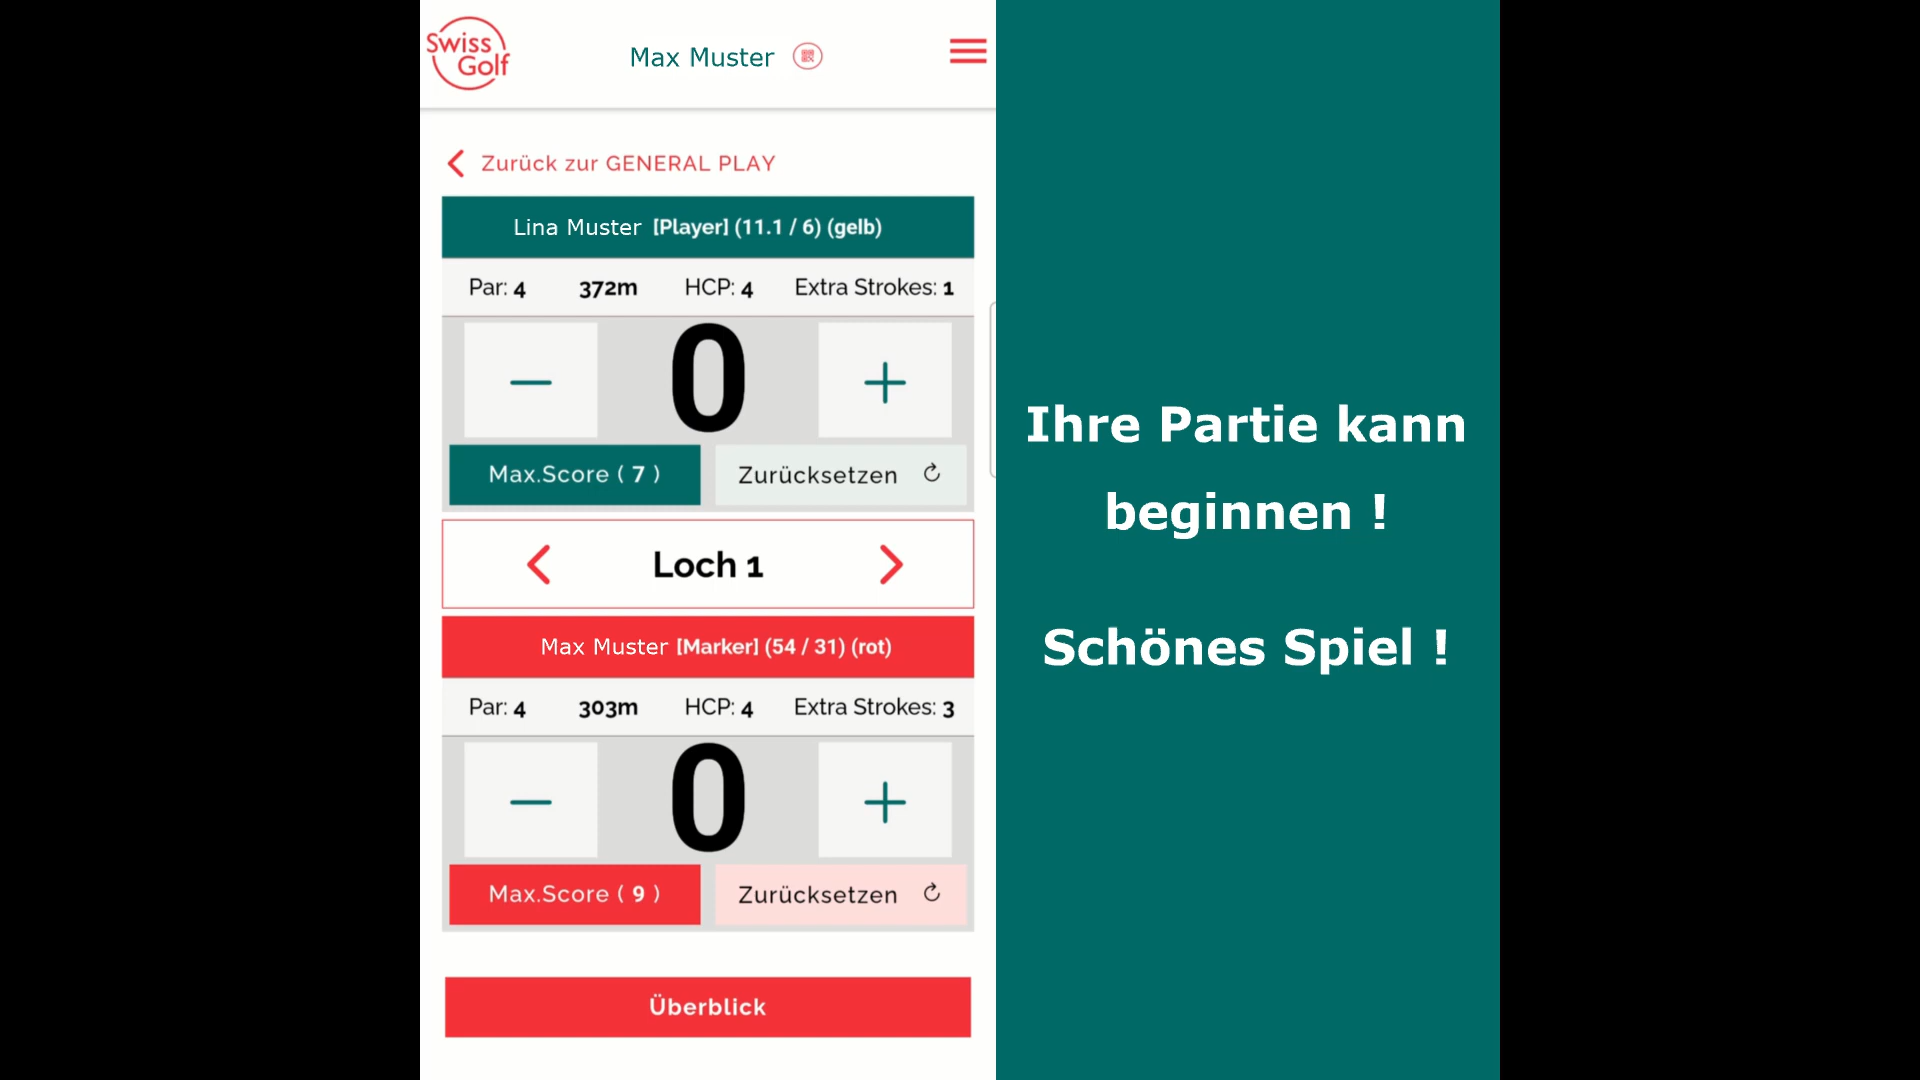 Swiss
Golf
Max Muster
Zurück zur GENERAL PLAY
Lina Muster [Player] (11.1 / 6) (gelb)
Par: 4 372m HCP: 4 Extra Strokes: 1
0
Max.Score ( 7 ) Zurücksetzen
Loch 1
Max Muster [Marker] (54 / 31) (rot)
Par: 4 303m HCP: 4 Extra Strokes: 3
0
Max.Score ( 9 ) Zurücksetzen
Überblick
Ihre Partie kann
beginnen !
Schönes Spiel !